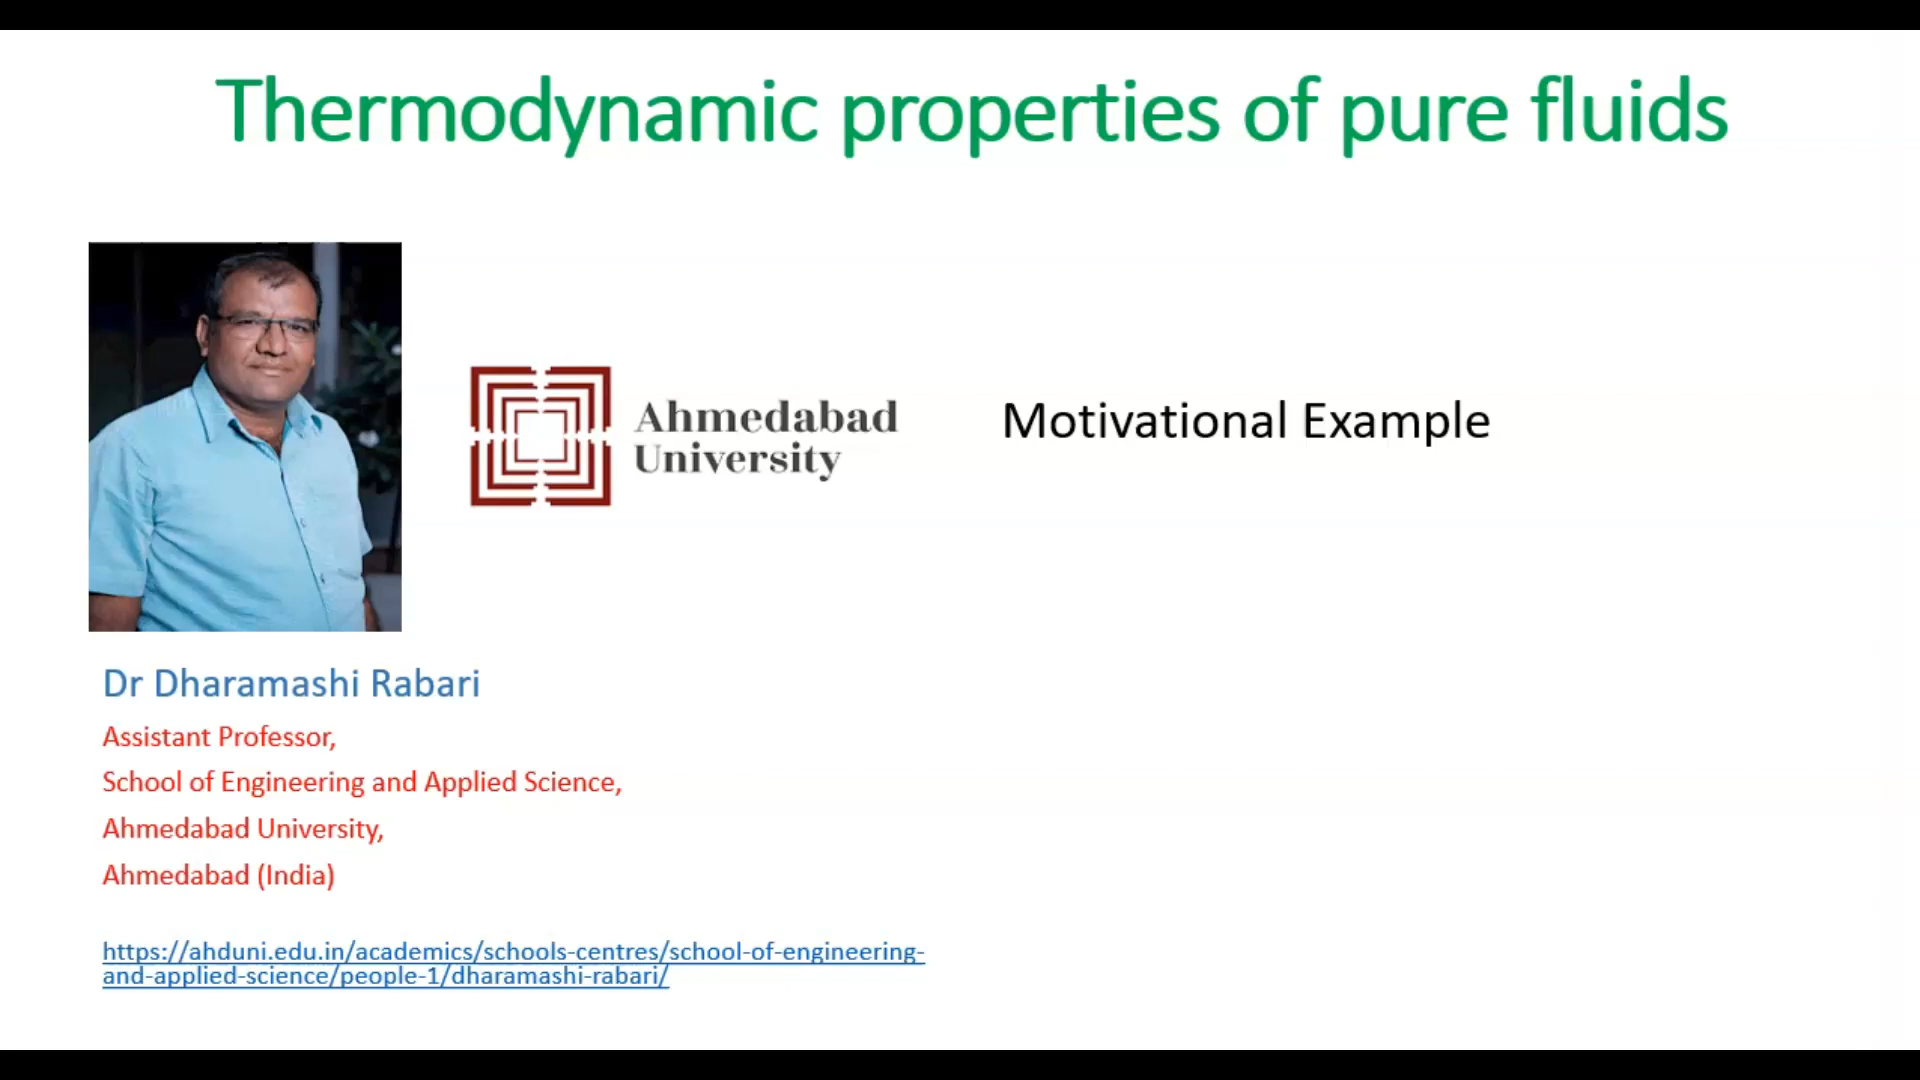 Thermodynamic properties of pure fluids
Ahmedabad
University
Motivational Example
Dr Dharamashi Rabari
Assistant Professor,
School of Engineering and Applied Science,
Ahmedabad University,
Ahmedabad (India)
https://ahduni.edu.in/academics/schools-centres/school-of-engineering-
and-applied-science/people-1/dharamashi-rabari/